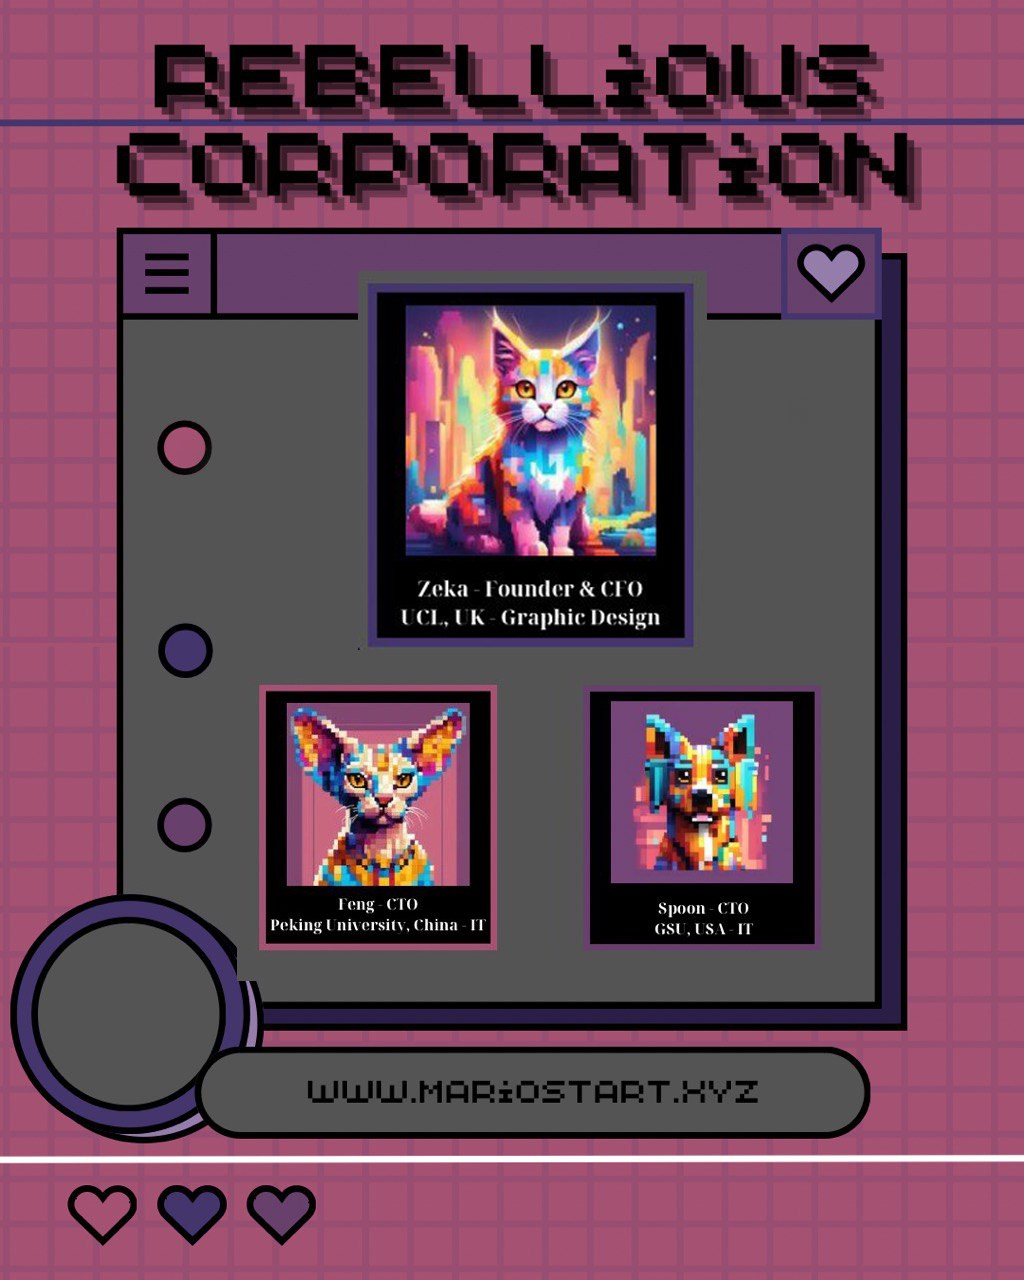 REBELLiOUS
CORPORATiON
Zeka - Founder & CFO
UCL, UK - Graphic Design
Feng - CTO
Peking University, China - IT
Spoon - CTO
GSU, USA - IT
WWW.MARiOSTART.XYZ